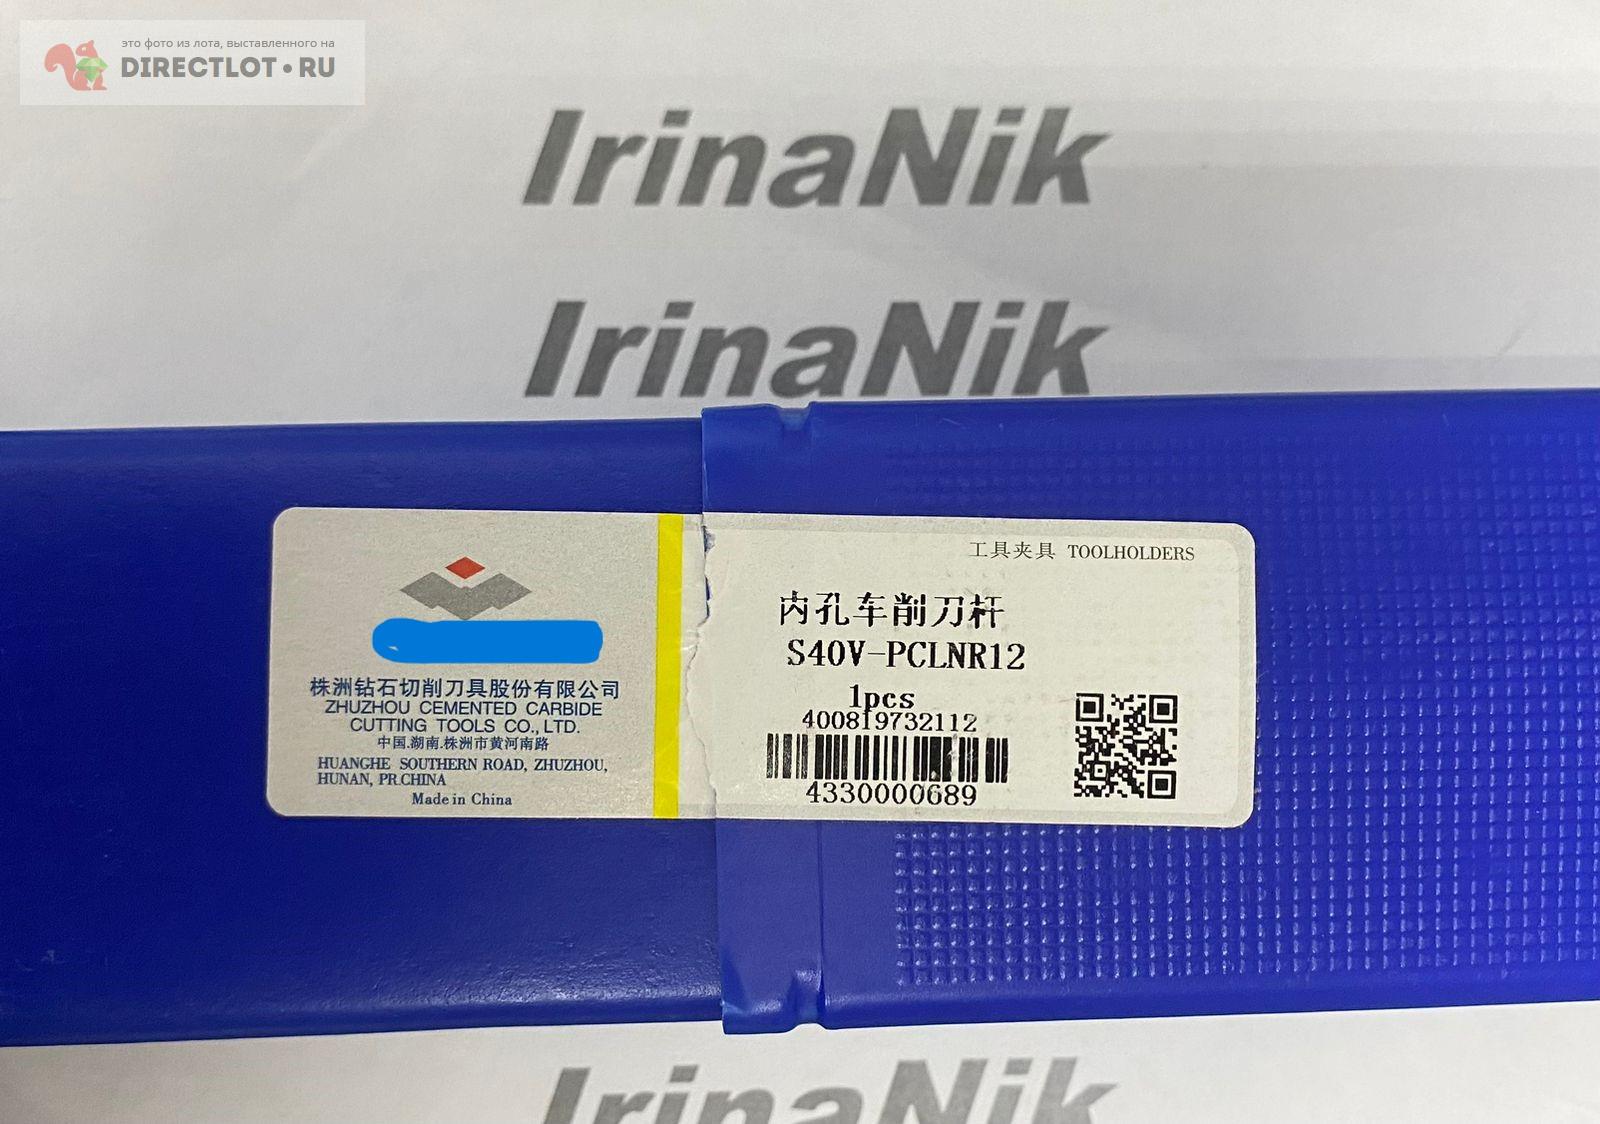 это фото из лота, выставленного на
DIRECTLOT•RU
IrinaNik
IrinaNik
工具夹具 TOOLHOLDERS
内孔车削刀杆
S40V-PCLNR12
1pcs
400819732112
4330000689
株洲钻石切削刀具股份有限公司
ZHUZHOU CEMENTED CARBIDE
CUTTING TOOLS CO., LTD.
中国.湖南.株洲市黄河南路
HUANGHE SOUTHERN ROAD, ZHUZHOU,
HUNAN, PR.CHINA
Made in China
IrinaNik